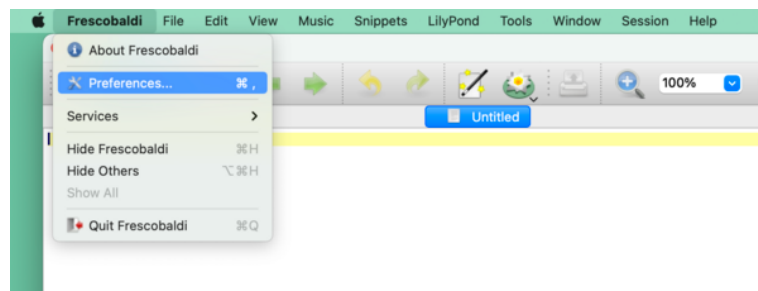 Frescobaldi File Edit View Music Snippets LilyPond Tools Window Session Help
About Frescobaldi
Preferences... ⌘ ,
100%
Services >
Untitled
Hide Frescobaldi ⌘H
Hide Others ⌥⌘H
Show All
Quit Frescobaldi ⌘Q